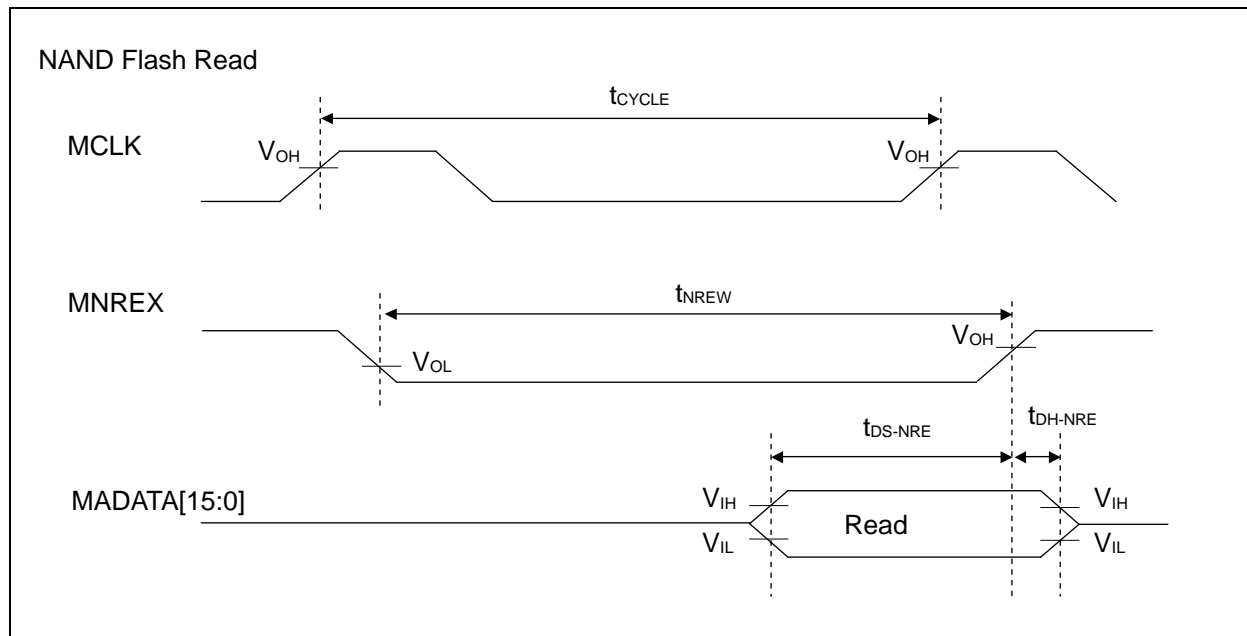 NAND Flash Read
tCYCLE
MCLK
VOH
VOH
tNREW
MNREX
VOH
VOL
tDS-NRE
tDH-NRE
MADATA[15:0]
VIH
VIH
Read
VIL
VIL